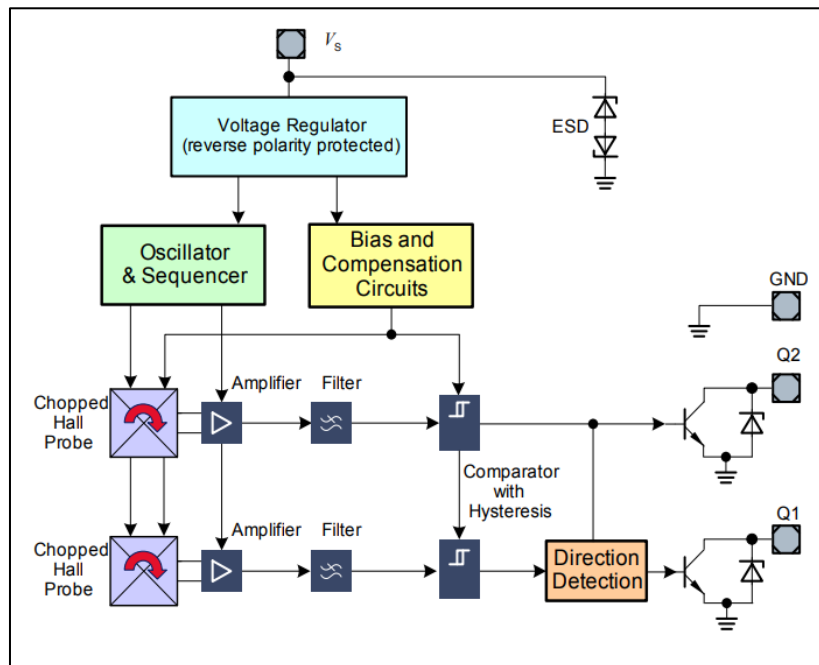 Vs
Voltage Regulator
(reverse polarity protected)
ESD
Oscillator
& Sequencer
Bias and
Compensation
Circuits
GND
Q2
Chopped
Hall
Probe
Amplifier
Filter
Comparator
with
Hysteresis
Q1
Chopped
Hall
Probe
Amplifier
Filter
Direction
Detection